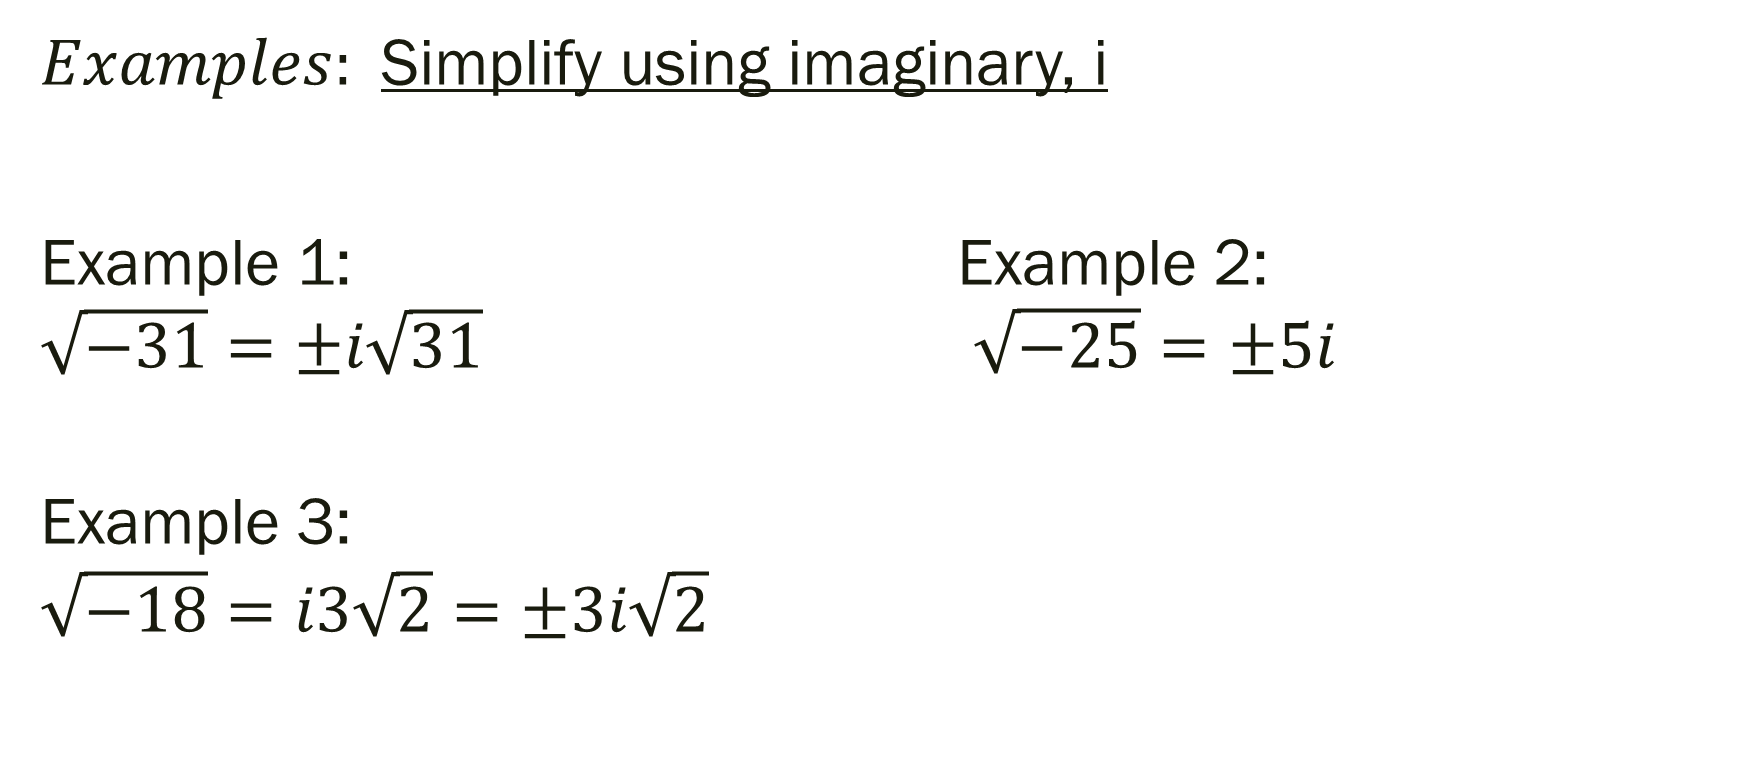 Examples: Simplify using imaginary, i
Example 1:
√−31 = ±i√31
Example 2:
√−25 = ±5i
Example 3:
√−18 = i3√2 = ±3i√2